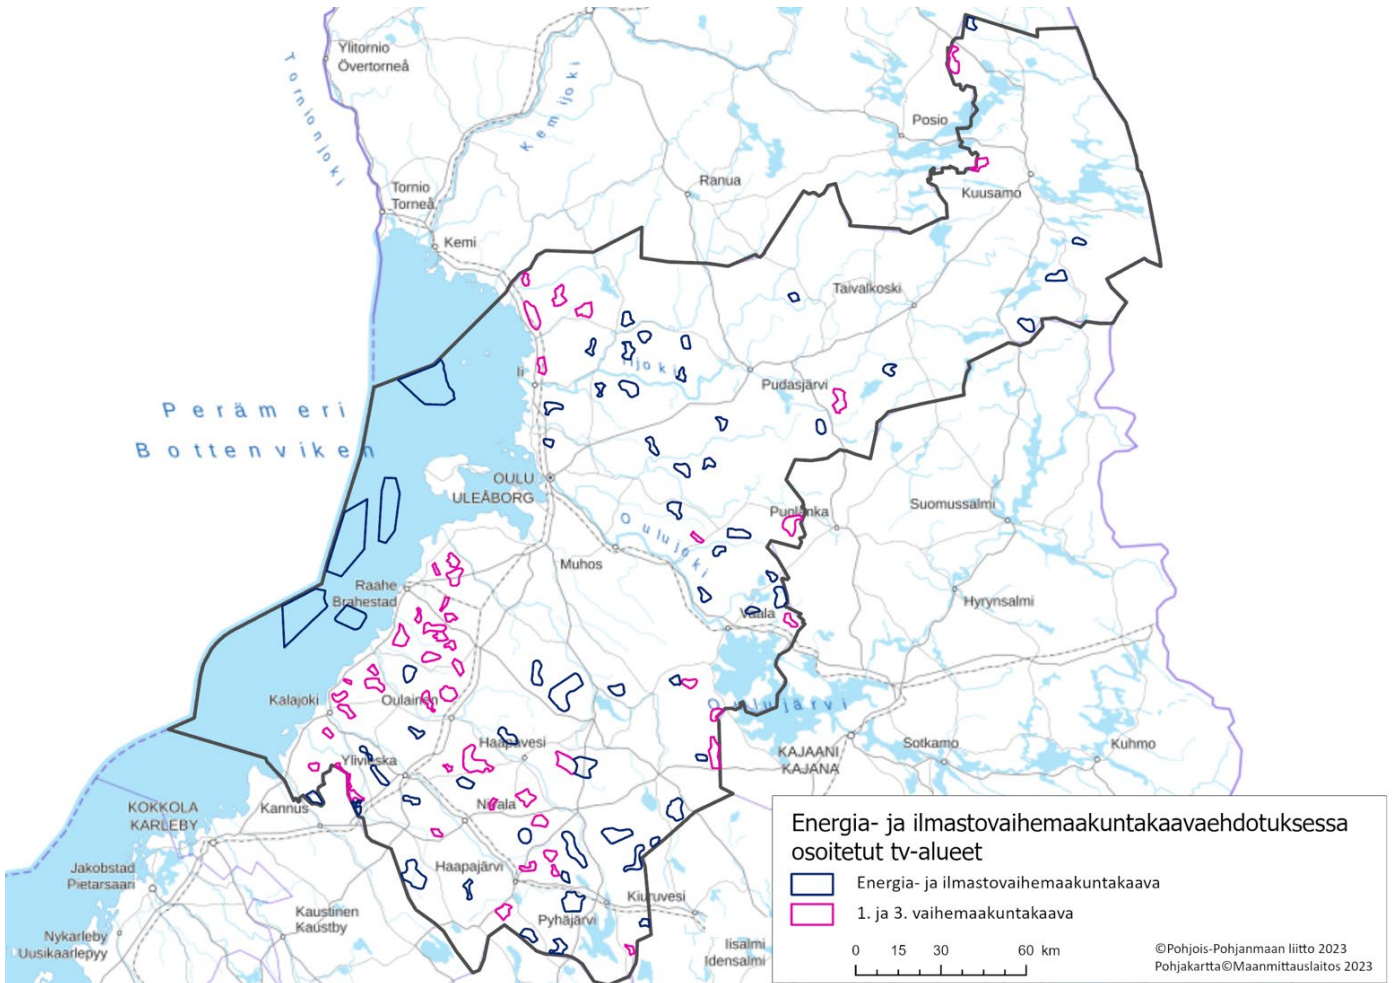 Ylitornio
Övertorneå
Tornionjoki
Kemijoki
Posio
Ranua
Kuusamo
Tornio
Torneå
Kemi
Taivalkoski
Ii
Iijoki
Pudasjärvi
Perämeri
Bottenviken
OULU
ULEÅBORG
Oulujoki
Puolanka
Suomussalmi
Muhos
Raahe
Brahestad
Vaala
Hyrynsalmi
Kalajoki
Oulainen
Oulujärvi
Haapavesi
KAJAANI
KAJANA
Sotkamo
Kuhmo
Ylivieska
Kannus
KOKKOLA
KARLEBY
Nivala
Haapajärvi
Jakobstad
Pietarsaari
Kiuruvesi
Kaustinen
Kaustby
Pyhäjärvi
Nykarleby
Uusikaarlepyy
Iisalmi
Idensalmi
Energia- ja ilmastovaihemaakuntakaavaehdotuksessa
osoitetut tv-alueet
Energia- ja ilmastovaihemaakuntakaava
1. ja 3. vaihemaakuntakaava
0 15 30 60 km
©Pohjois-Pohjanmaan liitto 2023
Pohjakartta©Maanmittauslaitos 2023